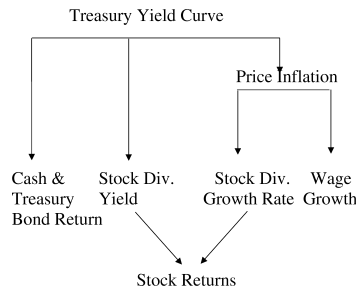 Treasury Yield Curve
Price Inflation
Cash &
Treasury
Bond Return
Stock Div.
Yield
Stock Div.
Growth Rate
Wage
Growth
Stock Returns